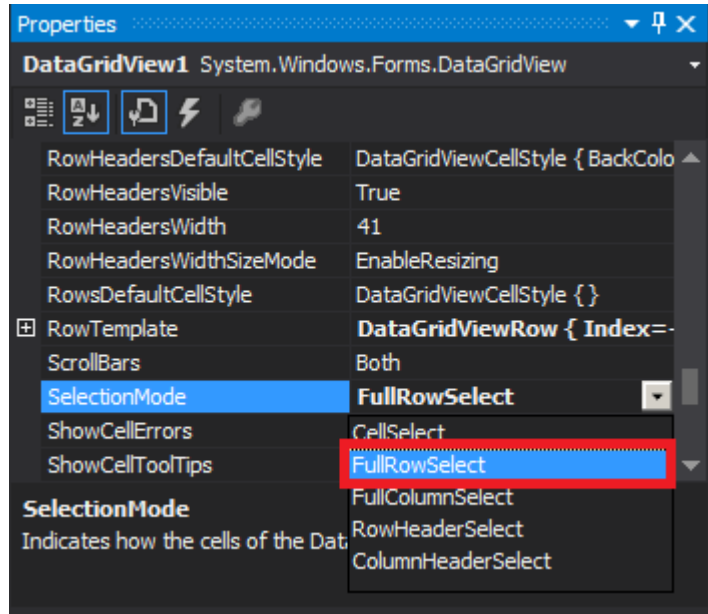 Properties
DataGridView1 System.Windows.Forms.DataGridView
RowHeadersDefaultCellStyle DataGridViewCellStyle { BackColo
RowHeadersVisible True
RowHeadersWidth 41
RowHeadersWidthSizeMode EnableResizing
RowsDefaultCellStyle DataGridViewCellStyle { }
RowTemplate DataGridViewRow { Index=-
ScrollBars Both
SelectionMode FullRowSelect
ShowCellErrors CellSelect
ShowCellToolTips FullRowSelect
FullColumnSelect
SelectionMode
RowHeaderSelect
Indicates how the cells of the Dat
ColumnHeaderSelect